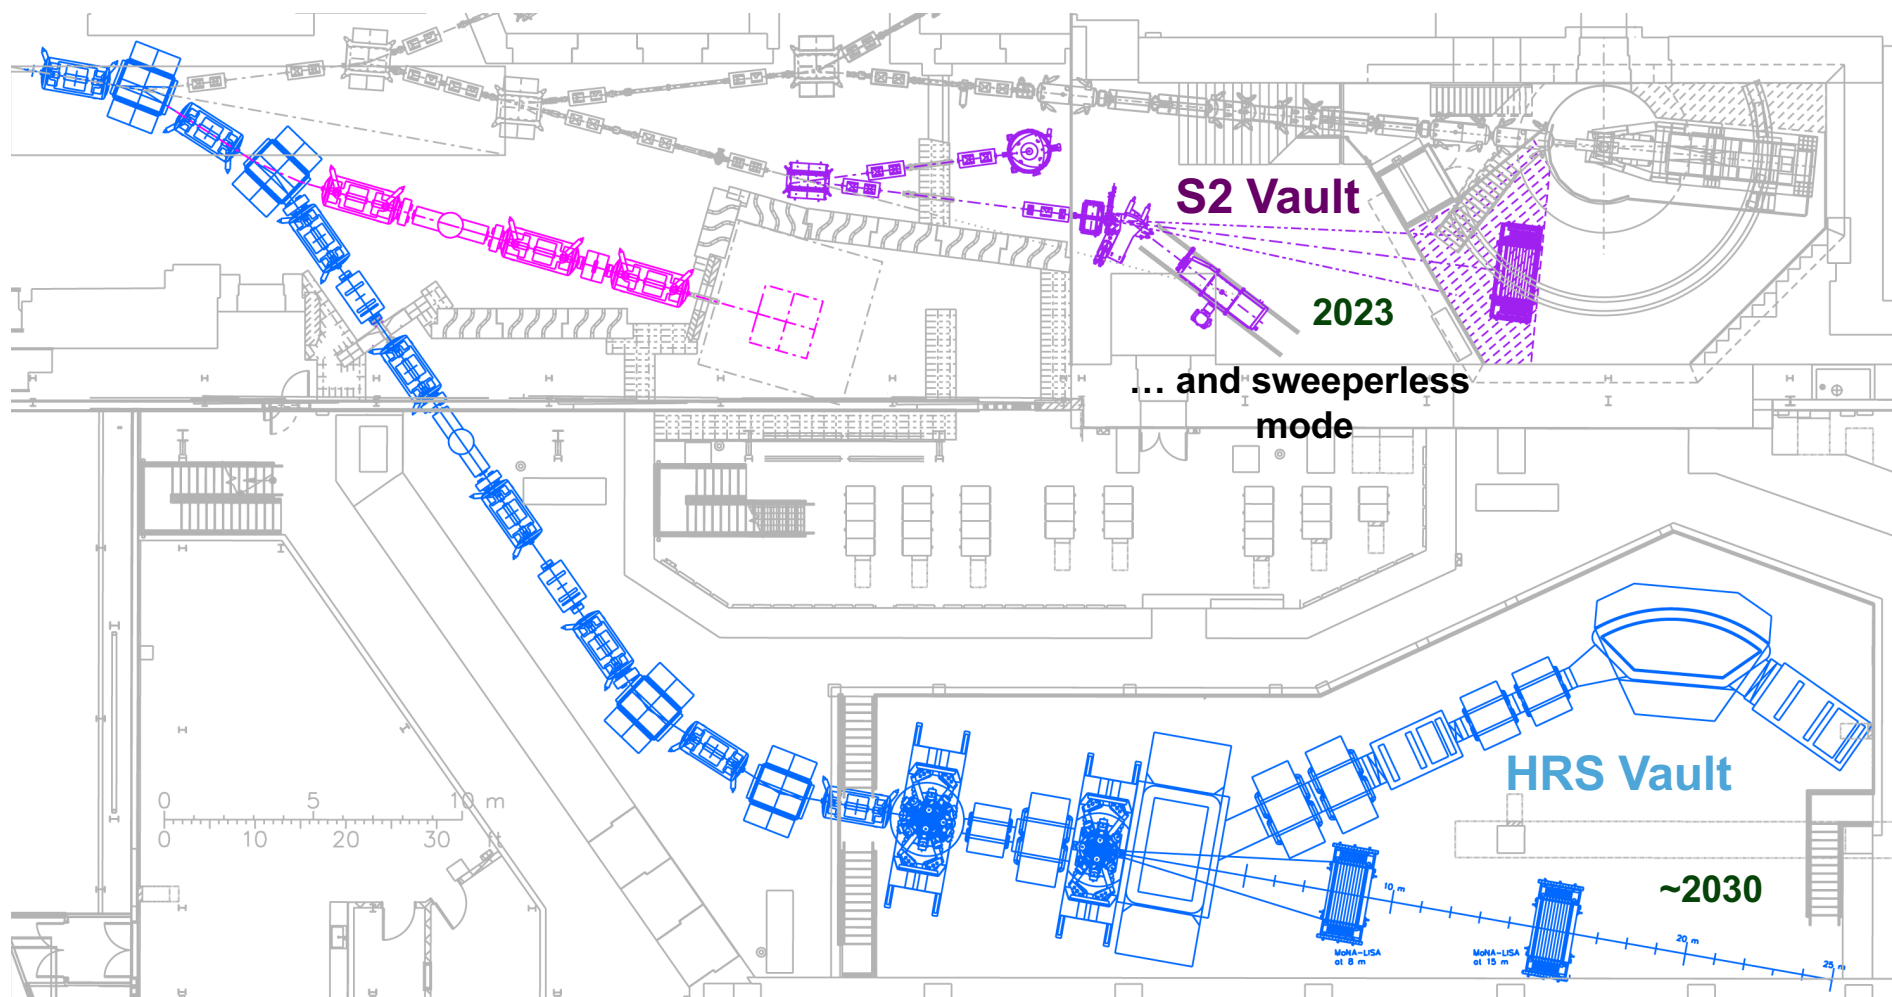 S2 Vault
2023
... and sweeperless
mode
HRS Vault
0 5 10 m
0 10 20 30 ft
~2030
10 m
20 m
25 m
MoNA-LISA
at 8 m
MoNA-LISA
at 15 m